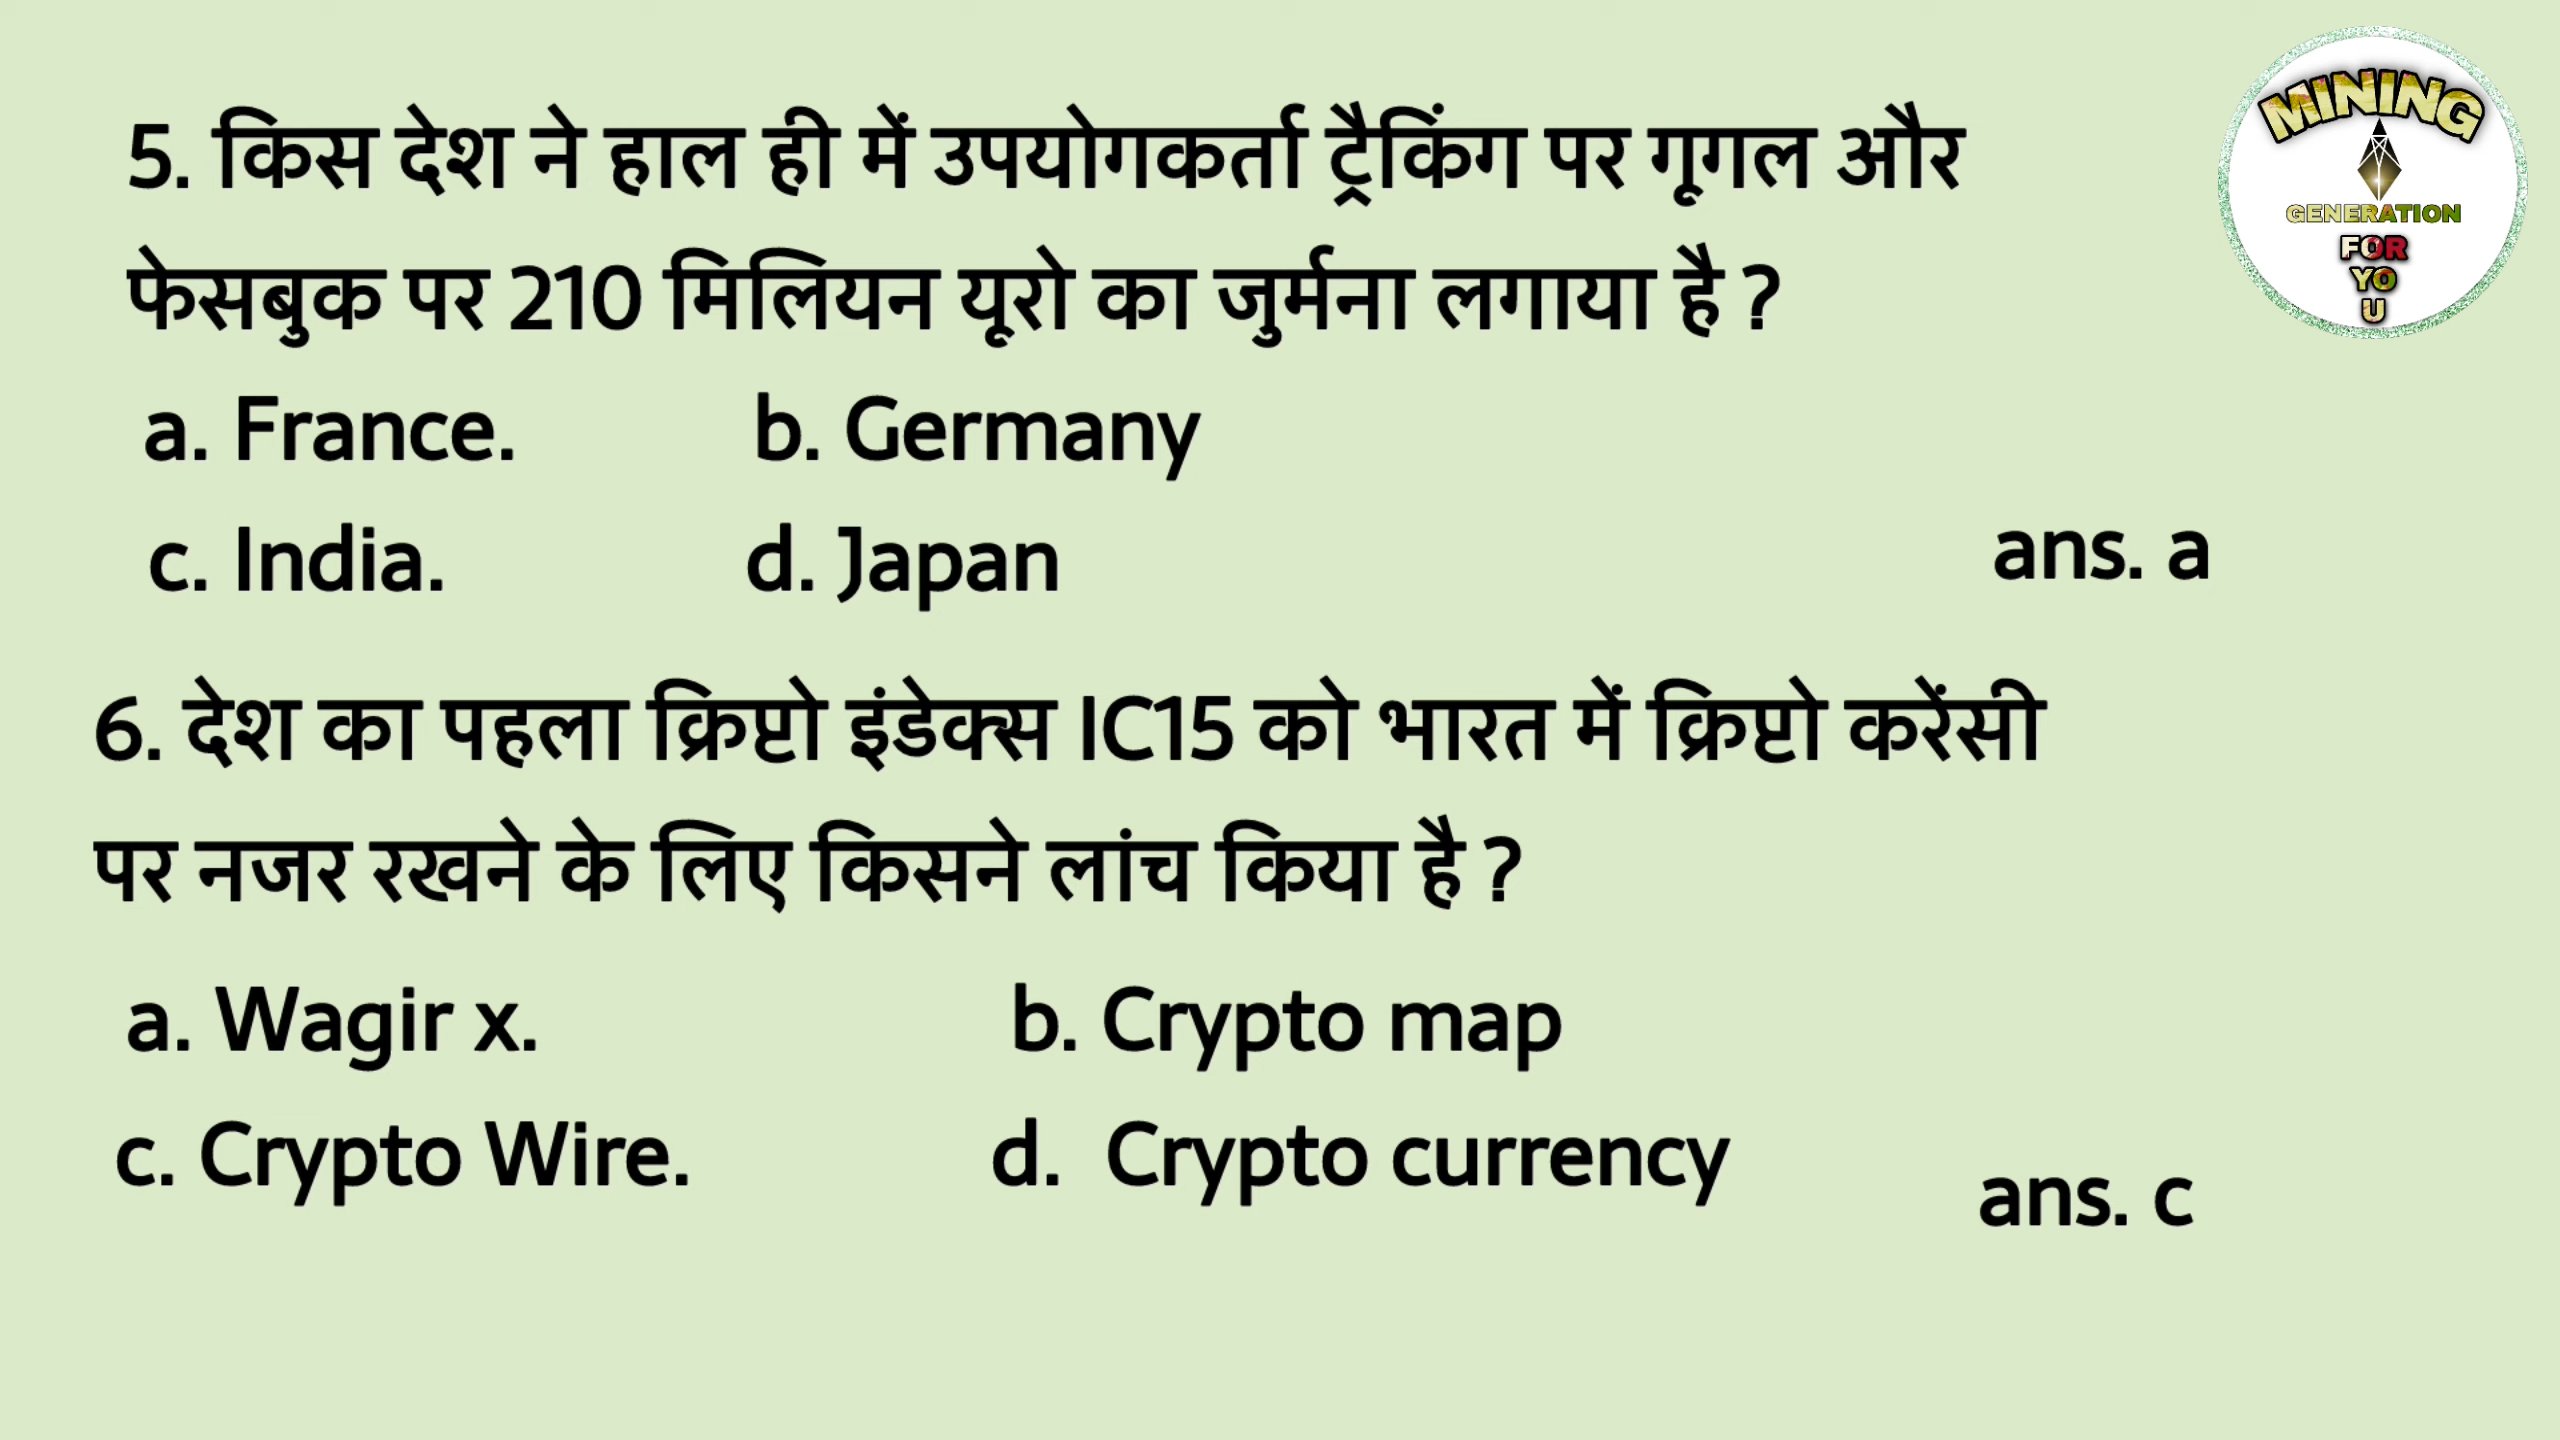 5. किस देश ने हाल ही में उपयोगकर्ता ट्रैकिंग पर गूगल और
फेसबुक पर 210 मिलियन यूरो का जुर्मना लगाया है ?
a. France. b. Germany
c. India. d. Japan
ans. a
6. देश का पहला क्रिप्टो इंडेक्स IC15 को भारत में क्रिप्टो करेंसी
पर नजर रखने के लिए किसने लांच किया है ?
a. Wagir x. b. Crypto map
c. Crypto Wire. d. Crypto currency
ans. c
MINING
GENERATION
FOR
YO
U